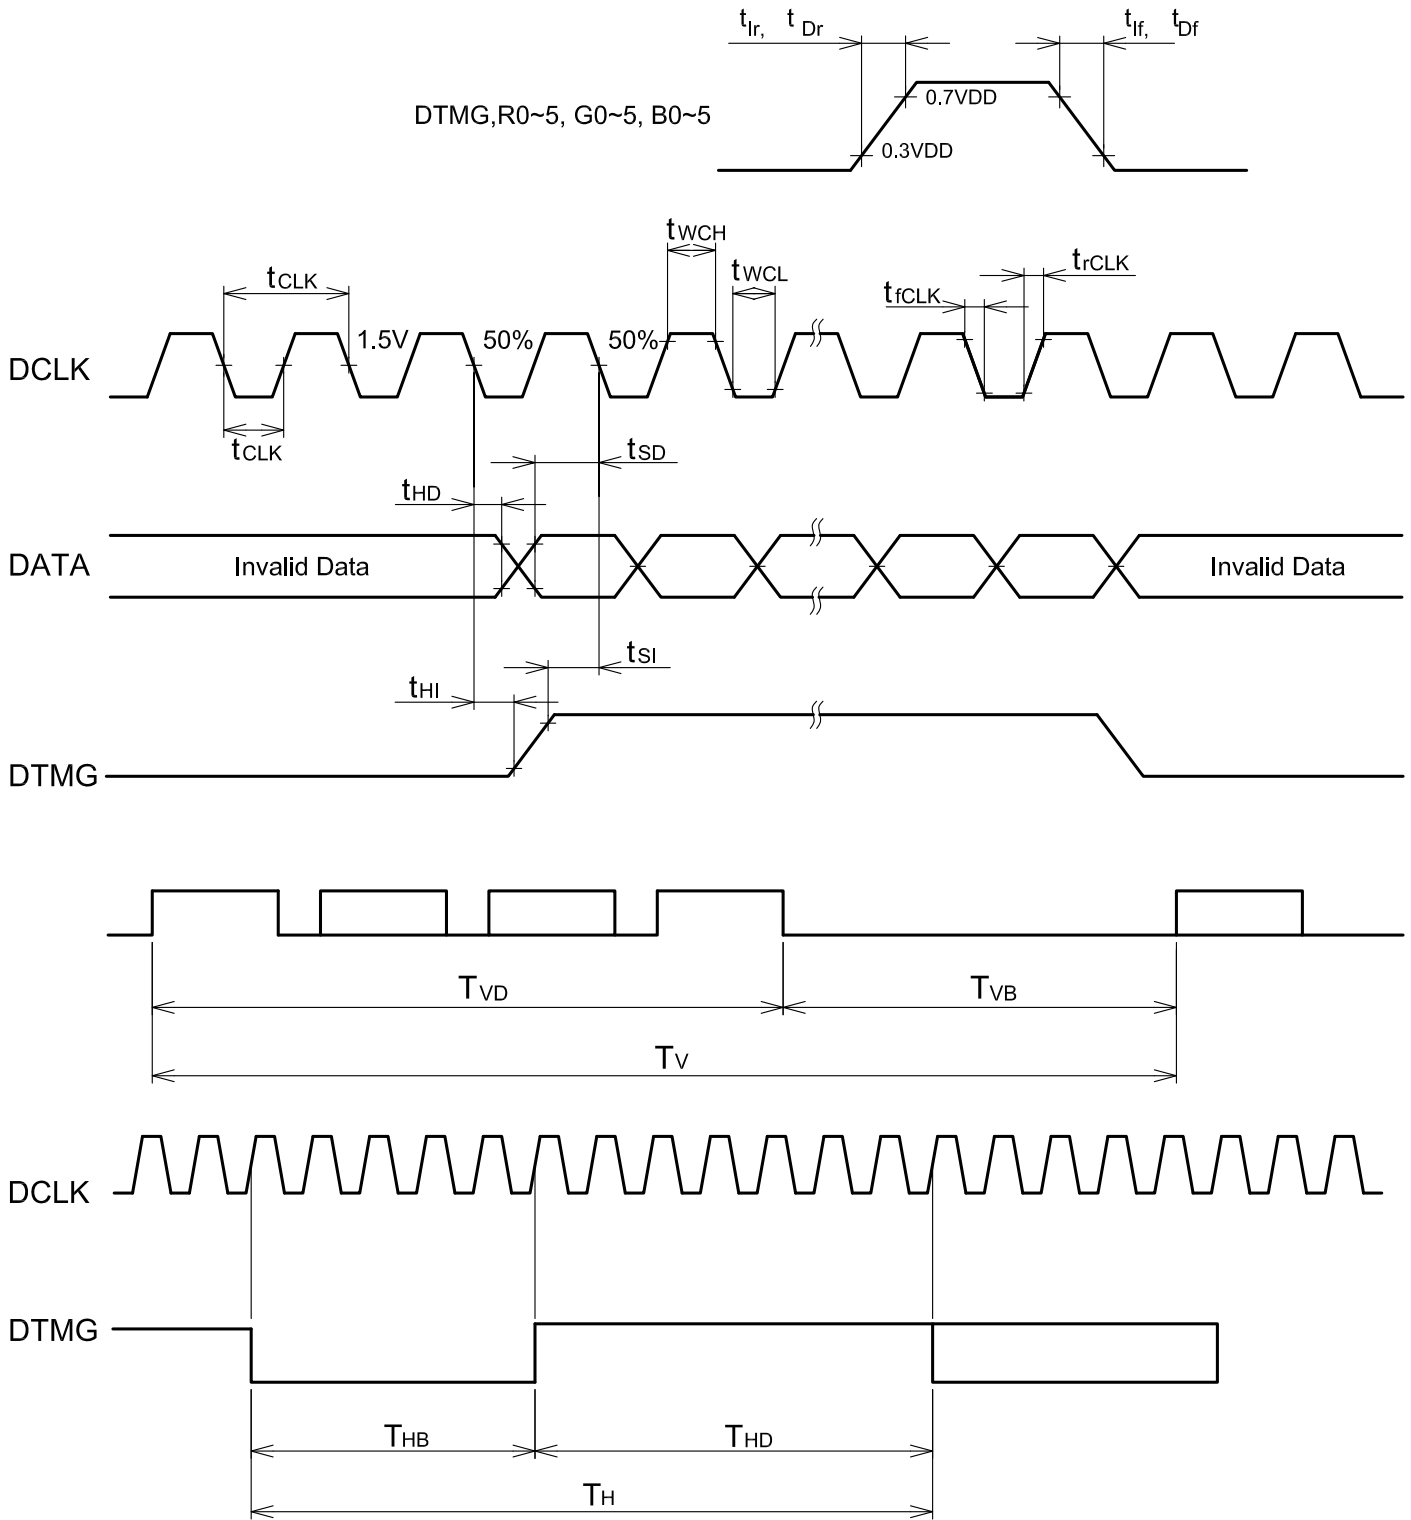 tIr, tDr
tIf, tDf
DTMG,R0~5, G0~5, B0~5
0.7VDD
0.3VDD
tWCH
tCLK
tWCL
tfCLK
trCLK
DCLK
1.5V
50%
50%
tCLK
tSD
tHD
DATA
Invalid Data
Invalid Data
tSI
tHI
DTMG
TVD
TVB
TV
DCLK
DTMG
THB
THD
TH